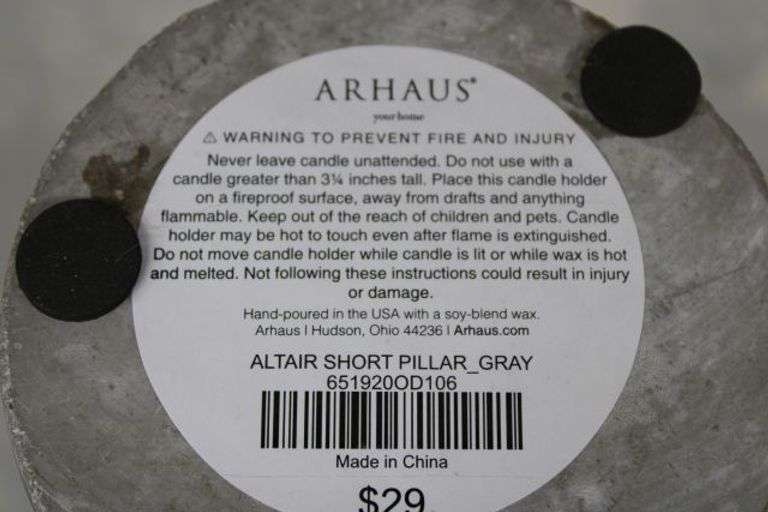 ARHAUS®
your home
⚠ WARNING TO PREVENT FIRE AND INJURY
Never leave candle unattended. Do not use with a
candle greater than 3¼ inches tall. Place this candle holder
on a fireproof surface, away from drafts and anything
flammable. Keep out of the reach of children and pets. Candle
holder may be hot to touch even after flame is extinguished.
Do not move candle holder while candle is lit or while wax is hot
and melted. Not following these instructions could result in injury
or damage.
Hand-poured in the USA with a soy-blend wax.
Arhaus | Hudson, Ohio 44236 | Arhaus.com
ALTAIR SHORT PILLAR_GRAY
651920OD106
Made in China
$29